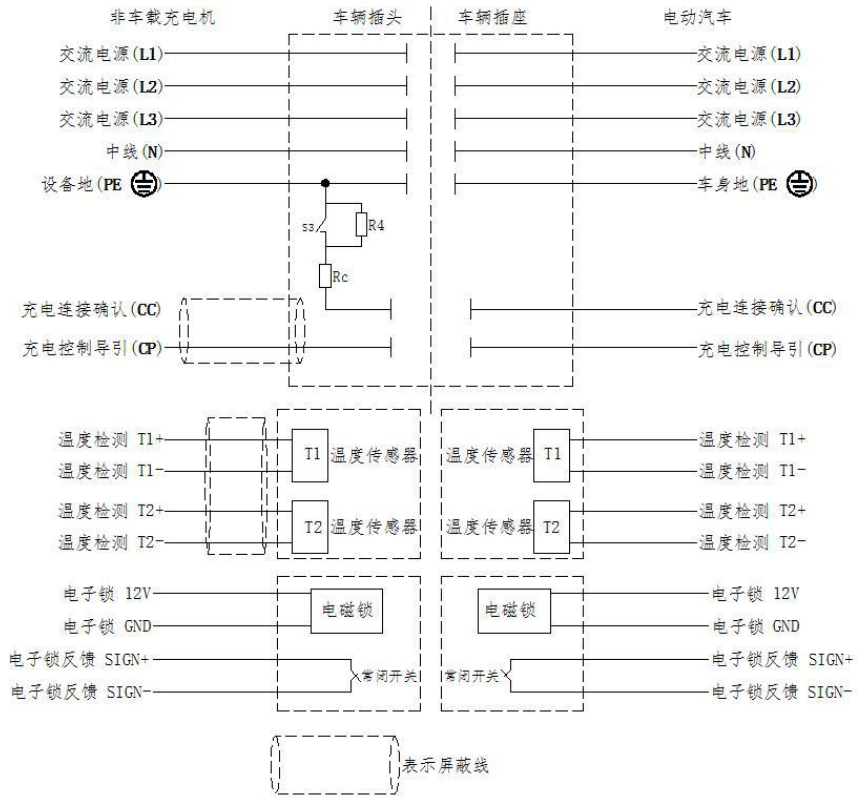 非车载充电机 车辆插头 车辆插座 电动汽车
交流电源(L1) 交流电源(L1)
交流电源(L2) 交流电源(L2)
交流电源(L3) 交流电源(L3)
中线(N) 中线(N)
设备地(PE ) 车身地(PE )
S3 R4
Rc
充电连接确认(CC) 充电连接确认(CC)
充电控制导引(CP) 充电控制导引(CP)
温度检测 T1+ 温度检测 T1+
T1 温度传感器 温度传感器 T1
温度检测 T1- 温度检测 T1-
温度检测 T2+ 温度检测 T2+
T2 温度传感器 温度传感器 T2
温度检测 T2- 温度检测 T2-
电子锁 12V 电子锁 12V
电磁锁 电磁锁
电子锁 GND 电子锁 GND
电子锁反馈 SIGN+ 电子锁反馈 SIGN+
常闭开关 常闭开关
电子锁反馈 SIGN- 电子锁反馈 SIGN-
表示屏蔽线